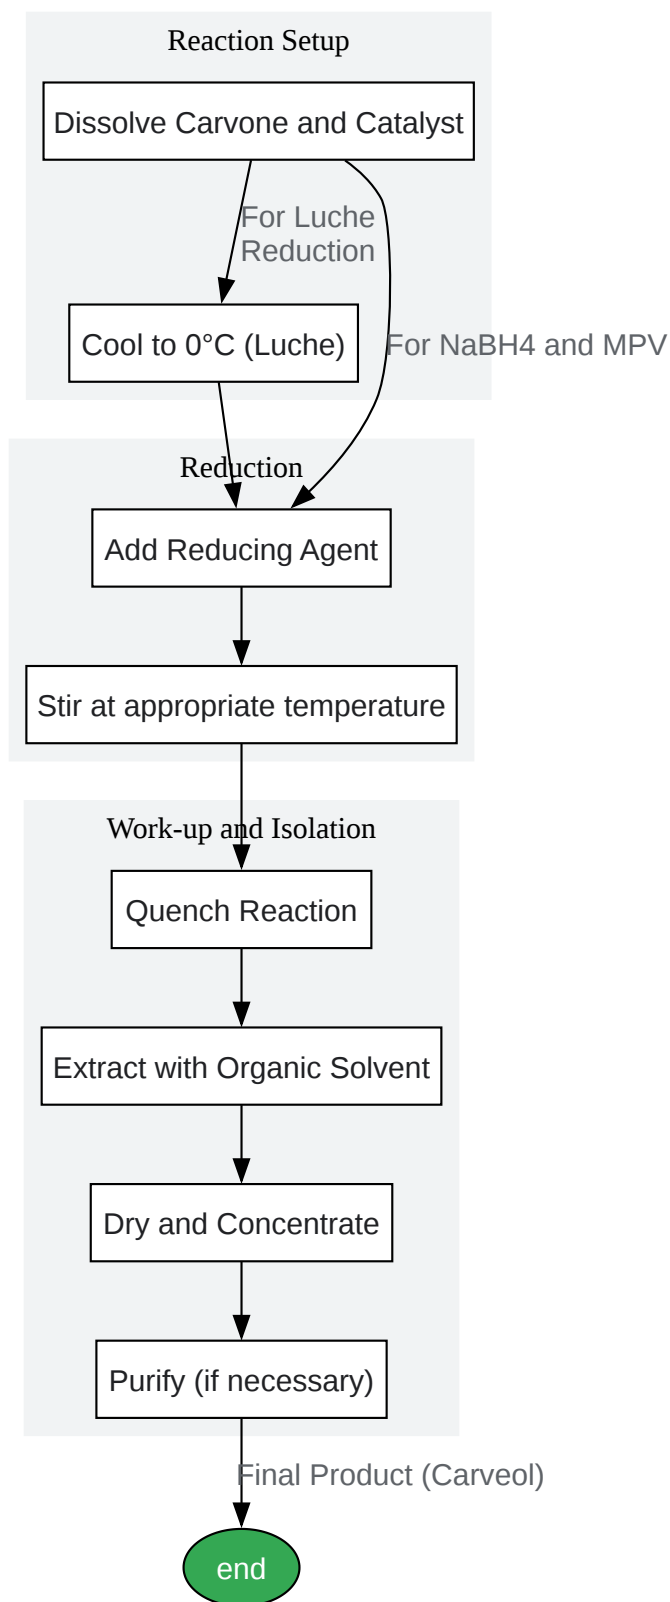 Reaction Setup
Dissolve Carvone and Catalyst
For Luche
Reduction
Cool to 0°C (Luche)
For NaBH4 and MPV
Reduction
Add Reducing Agent
Stir at appropriate temperature
Work-up and Isolation
Quench Reaction
Extract with Organic Solvent
Dry and Concentrate
Purify (if necessary)
Final Product (Carveol)
end